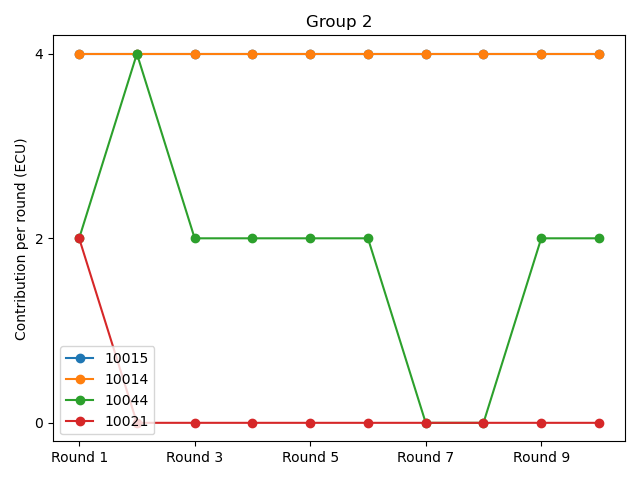 Group 2
Contribution per round (ECU)
4
2
0
10015
10014
10044
10021
Round 1
Round 3
Round 5
Round 7
Round 9